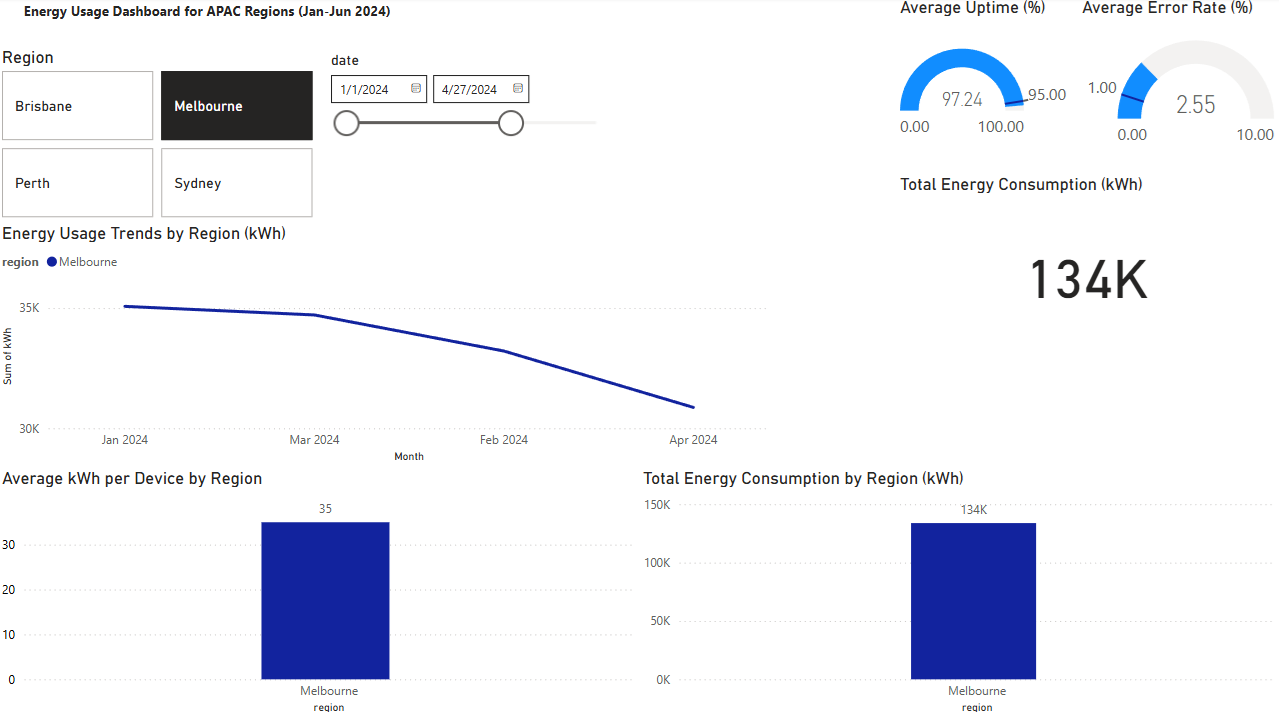 Energy Usage Dashboard for APAC Regions (Jan-Jun 2024)
Average Uptime (%)
Average Error Rate (%)
Region
Brisbane
Melbourne
Perth
Sydney
date
1/1/2024
4/27/2024
97.24
95.00
0.00
100.00
1.00
2.55
0.00
10.00
Total Energy Consumption (kWh)
134K
Energy Usage Trends by Region (kWh)
region Melbourne
35K
30K
Sum of kWh
Jan 2024
Mar 2024
Feb 2024
Apr 2024
Month
Average kWh per Device by Region
35
30
20
10
0
Melbourne
region
Total Energy Consumption by Region (kWh)
150K
134K
100K
50K
0K
Melbourne
region